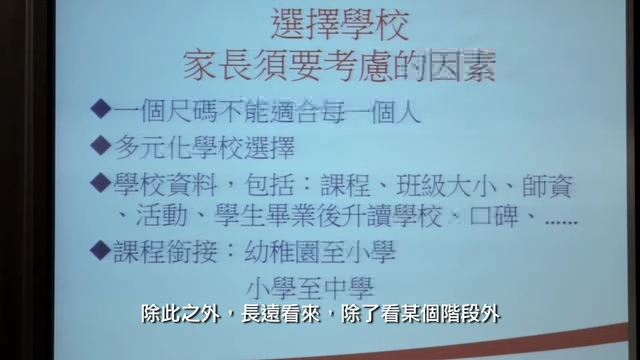 選擇學校
家長須要考慮的因素
◆一個尺碼不能適合每一個人
◆多元化學校選擇
◆學校資料，包括：課程、班級大小、師資
、活動、學生畢業後升讀學校、口碑、......
◆課程銜接：幼稚園至小學
小學至中學
除此之外，長遠看來，除了看某個階段外